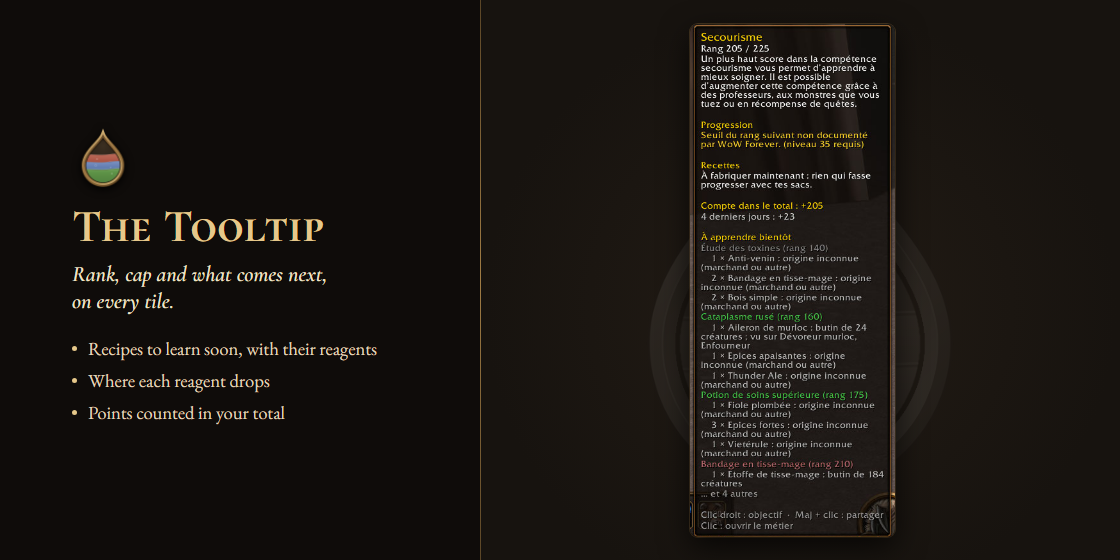 The Tooltip
Rank, cap and what comes next,
on every tile.
• Recipes to learn soon, with their reagents
• Where each reagent drops
• Points counted in your total
Secourisme
Rang 205 / 225
Un plus haut score dans la compétence
secourisme vous permet d'apprendre à
mieux soigner. Il est possible
d'augmenter cette compétence grâce à
des professeurs, aux monstres que vous
tuez ou en récompense de quêtes.
Progression
Seuil du rang suivant non documenté
par WoW Forever. (niveau 35 requis)
Recettes
À fabriquer maintenant : rien qui fasse
progresser avec tes sacs.
Compte dans le total : +205
4 derniers jours : +23
À apprendre bientôt
Étude des toxines (rang 140)
1 × Anti-venin : origine inconnue
(marchand ou autre)
2 × Bandage en tisse-mage : origine
inconnue (marchand ou autre)
2 × Bois simple : origine inconnue
(marchand ou autre)
Cataplasme rusé (rang 160)
1 × Aileron de murloc : butin de 24
créatures ; vu sur Dévoreur murloc,
Enfourneur
1 × Epices apaisantes : origine
inconnue (marchand ou autre)
1 × Thunder Ale : origine inconnue
(marchand ou autre)
Potion de soins supérieure (rang 175)
1 × Fiole plombée : origine inconnue
(marchand ou autre)
3 × Epices fortes : origine inconnue
(marchand ou autre)
1 × Vietérule : origine inconnue
(marchand ou autre)
Bandage en tisse-mage (rang 210)
1 × Etoffe de tisse-mage : butin de 184
créatures
... et 4 autres
Clic droit : objectif · Maj + clic : partager
Clic : ouvrir le métier